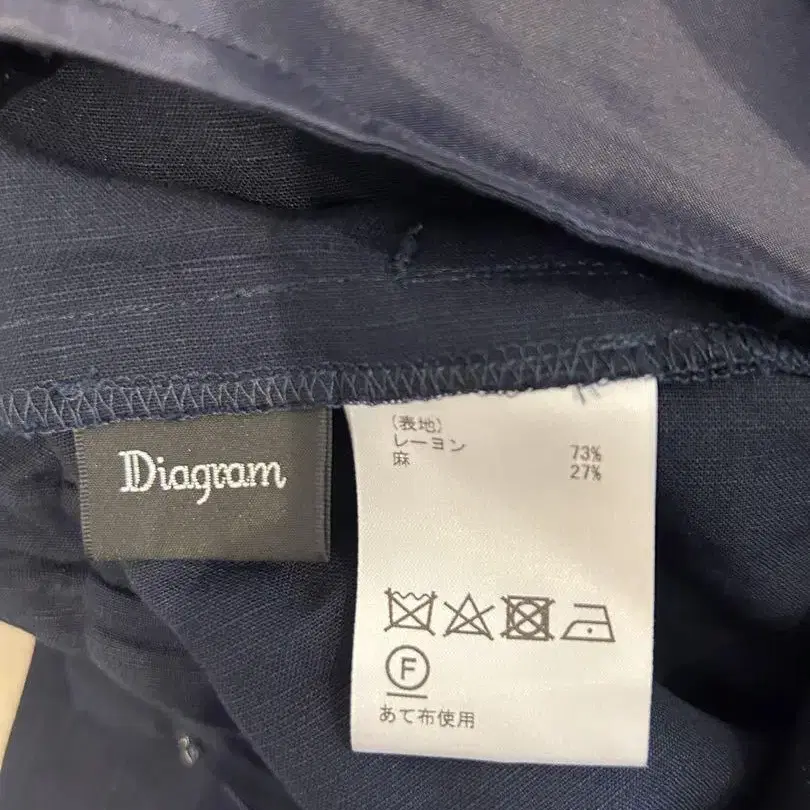 Diagram
(表地)
レーヨン 73%
麻 27%
F
あて布使用